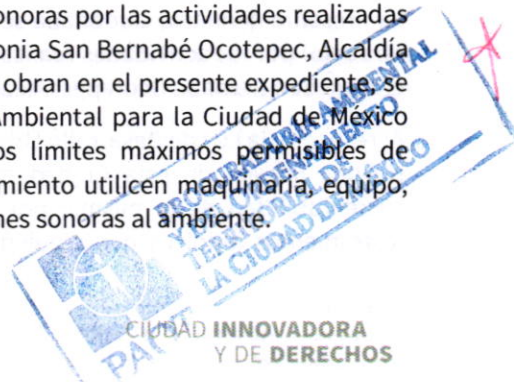 onoras por las actividades realizadas
onia San Bernabé Ocotepec, Alcaldía
obran en el presente expediente, se
Ambiental para la Ciudad de México
os límites máximos permisibles de
miento utilicen maquinaria, equipo,
nes sonoras al ambiente.
PROCURADURÍA AMBIENTAL
Y DEL ORDENAMIENTO
TERRITORIAL DE
LA CIUDAD DE MÉXICO
PAOT
CIUDAD INNOVADORA
Y DE DERECHOS